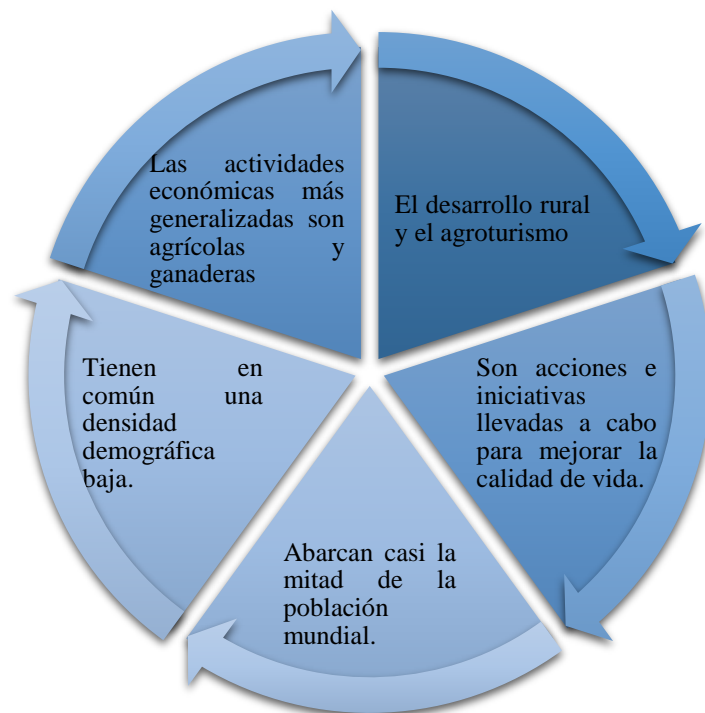 El desarrollo rural
y el agroturismo
Son acciones e
iniciativas
llevadas a cabo
para mejorar la
calidad de vida.
Abarcan casi la
mitad de la
población
mundial.
Tienen en
común una
densidad
demográfica
baja.
Las actividades
económicas más
generalizadas son
agrícolas y
ganaderas